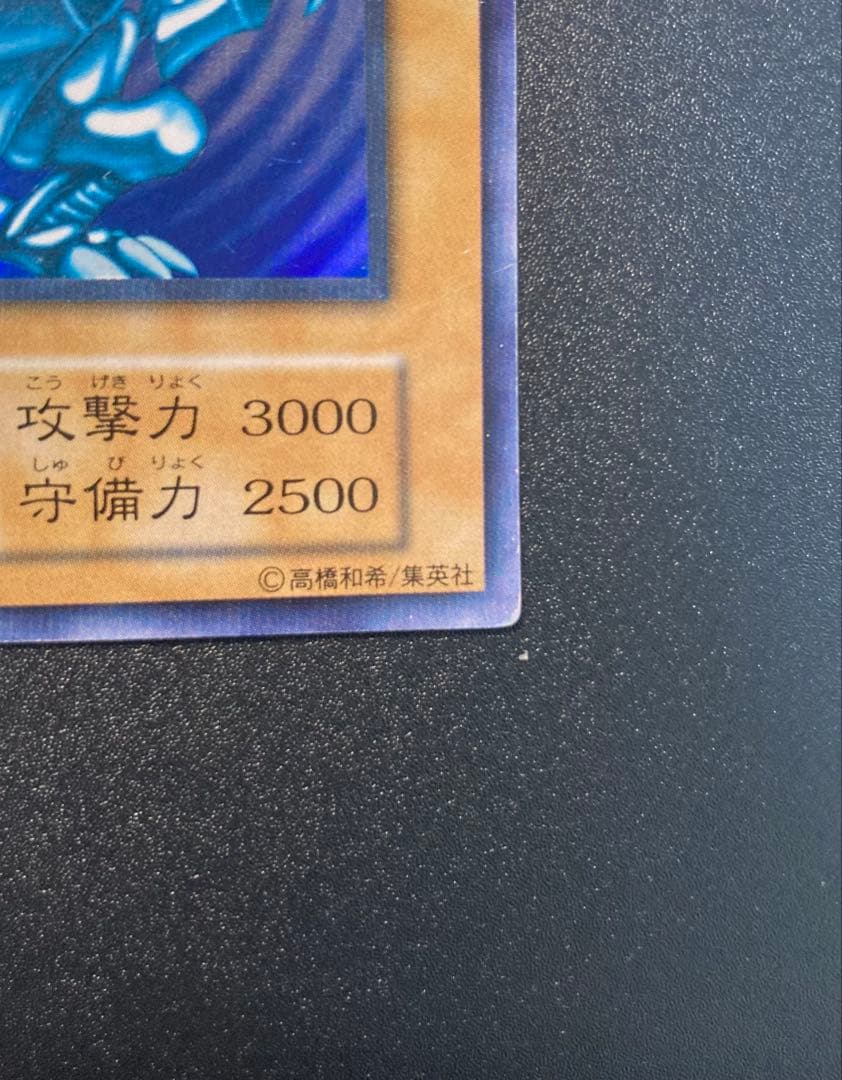 こう げき りょく
攻撃力 3000
しゅ び りょく
守備力 2500
©高橋和希/集英社